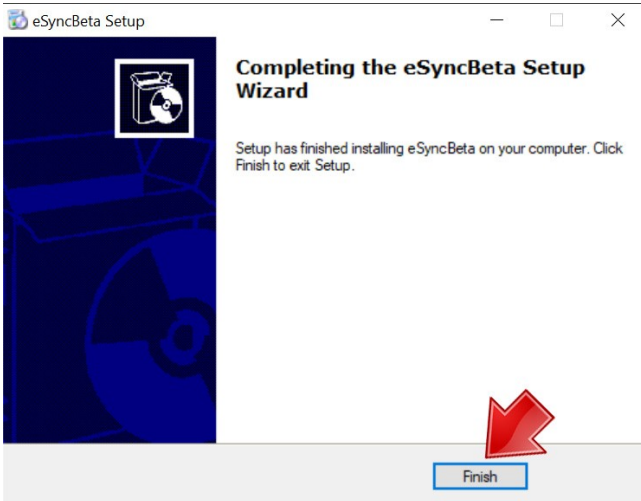 eSyncBeta Setup
Completing the eSyncBeta Setup
Wizard
Setup has finished installing eSyncBeta on your computer. Click
Finish to exit Setup.
Finish